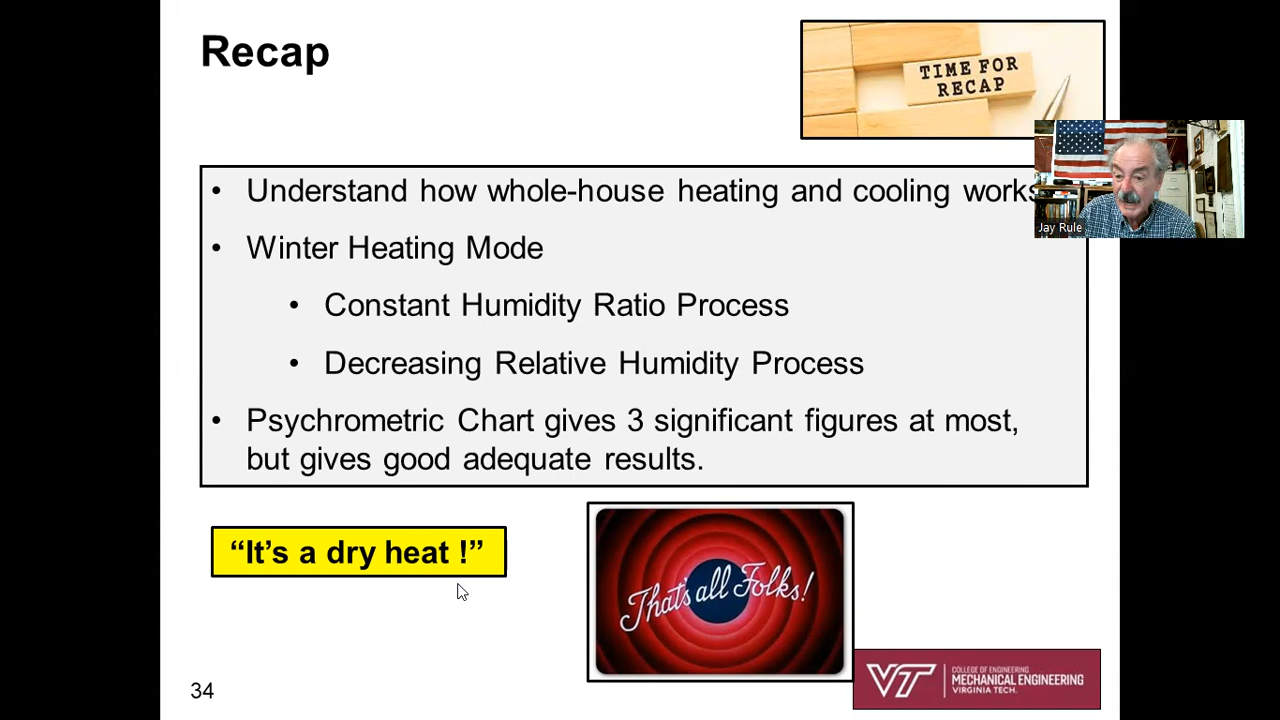 Recap
TIME FOR
RECAP
• Understand how whole-house heating and cooling works
Jay Rule
• Winter Heating Mode
• Constant Humidity Ratio Process
• Decreasing Relative Humidity Process
• Psychrometric Chart gives 3 significant figures at most,
but gives good adequate results.
“It’s a dry heat !”
That's all Folks!
VT
COLLEGE OF ENGINEERING
MECHANICAL ENGINEERING
VIRGINIA TECH.
34